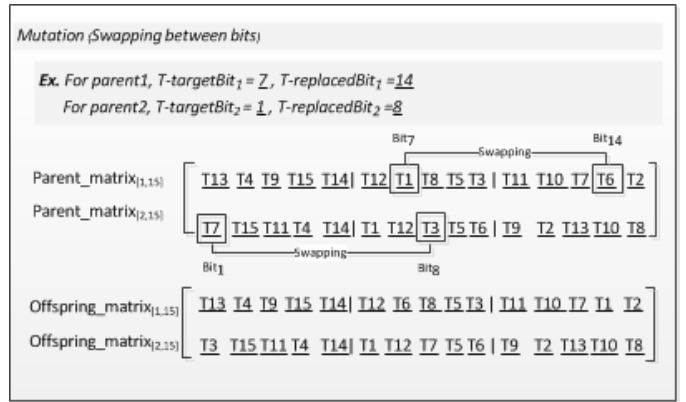 Mutation (Swapping between bits)
Ex. For parent1, T-targetBit1 = 7 , T-replacedBit1 =14
For parent2, T-targetBit2 = 1 , T-replacedBit2 =8
Bit7 Bit14
Swapping
Parent_matrix[1,15] T13 T4 T9 T15 T14| T12 T1 T8 T5 T3 | T11 T10 T7 T6 T2
Parent_matrix[2,15] T7 T15 T11 T4 T14| T1 T12 T3 T5 T6 | T9 T2 T13 T10 T8
Swapping
Bit1 Bit8
Offspring_matrix[1,15] T13 T4 T9 T15 T14| T12 T6 T8 T5 T3 | T11 T10 T7 T1 T2
Offspring_matrix[2,15] T3 T15 T11 T4 T14| T1 T12 T7 T5 T6 | T9 T2 T13 T10 T8